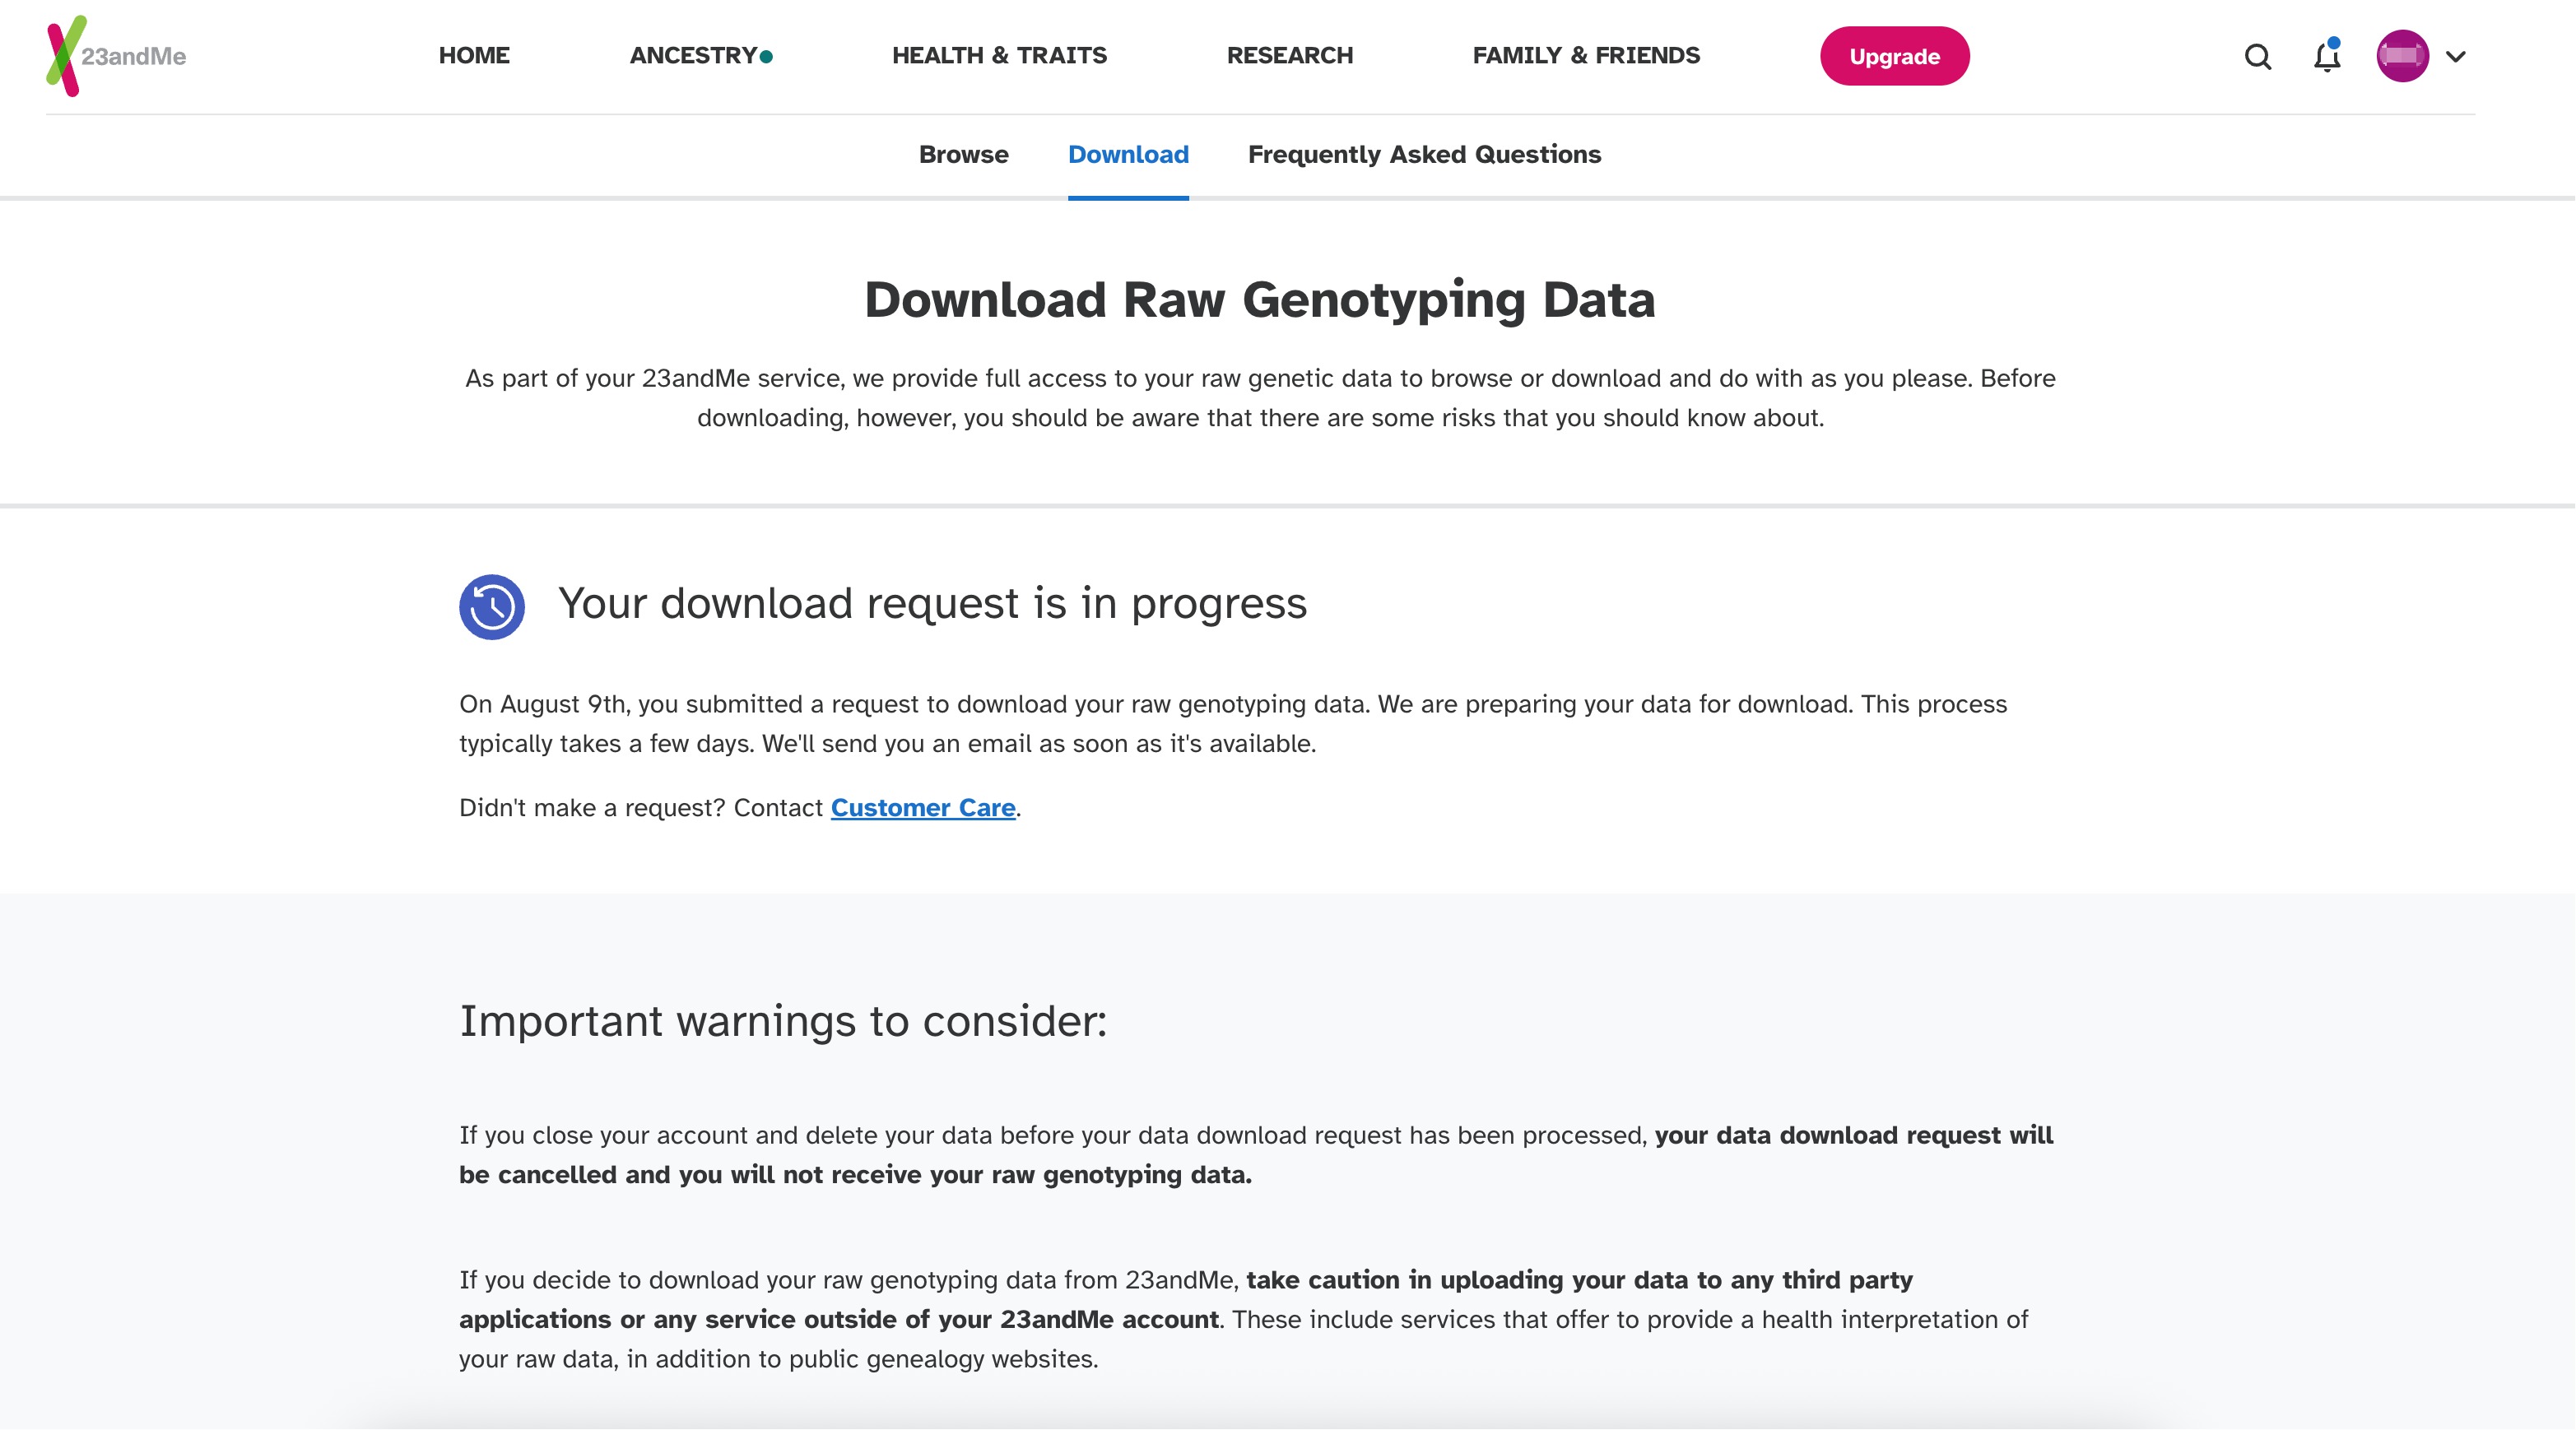 23andMe
HOME
ANCESTRY
HEALTH & TRAITS
RESEARCH
FAMILY & FRIENDS
Upgrade
Browse
Download
Frequently Asked Questions
Download Raw Genotyping Data
As part of your 23andMe service, we provide full access to your raw genetic data to browse or download and do with as you please. Before
downloading, however, you should be aware that there are some risks that you should know about.
Your download request is in progress
On August 9th, you submitted a request to download your raw genotyping data. We are preparing your data for download. This process
typically takes a few days. We'll send you an email as soon as it's available.
Didn't make a request? Contact Customer Care.
Important warnings to consider:
If you close your account and delete your data before your data download request has been processed, your data download request will
be cancelled and you will not receive your raw genotyping data.
If you decide to download your raw genotyping data from 23andMe, take caution in uploading your data to any third party
applications or any service outside of your 23andMe account. These include services that offer to provide a health interpretation of
your raw data, in addition to public genealogy websites.